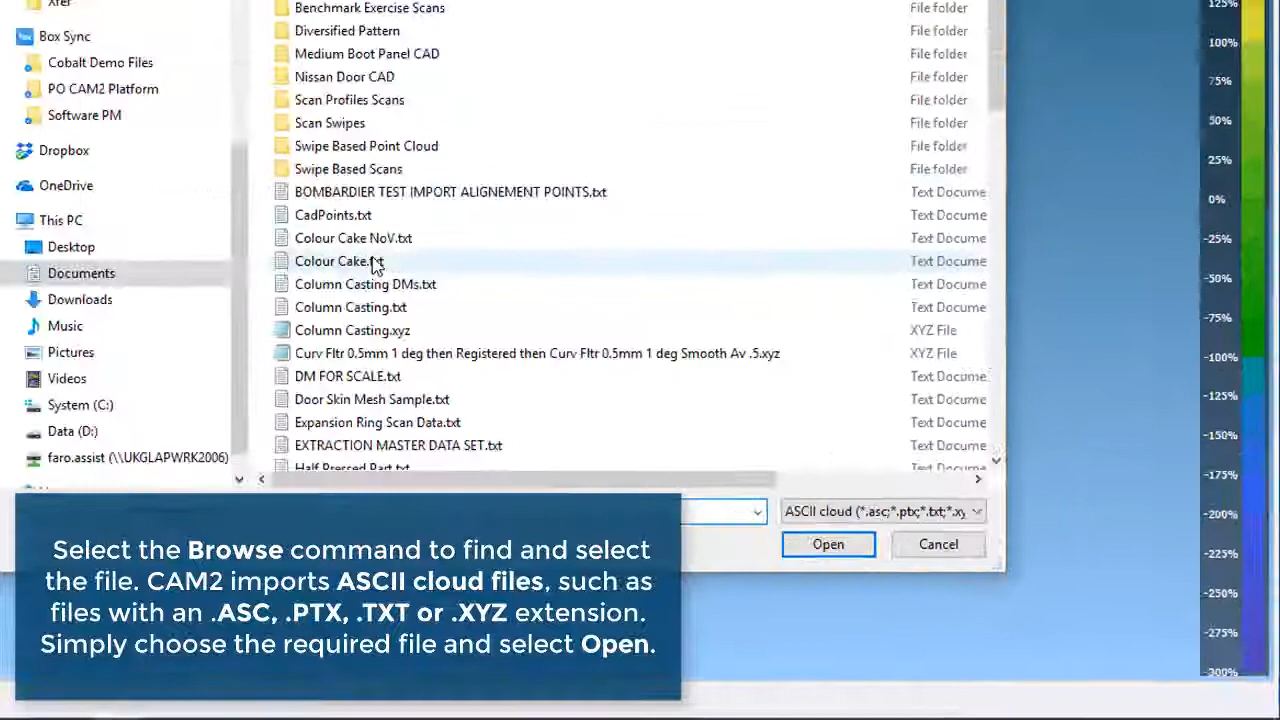 Xfer
Box Sync
Cobalt Demo Files
PO CAM2 Platform
Software PM
Dropbox
OneDrive
This PC
Desktop
Documents
Downloads
Music
Pictures
Videos
System (C:)
Data (D:)
faro.assist (\\UKGLAPWRK2006)
Benchmark Exercise Scans File folder
Diversified Pattern File folder
Medium Boot Panel CAD File folder
Nissan Door CAD File folder
Scan Profiles Scans File folder
Scan Swipes File folder
Swipe Based Point Cloud File folder
Swipe Based Scans File folder
BOMBARDIER TEST IMPORT ALIGNEMENT POINTS.txt Text Docume
CadPoints.txt Text Docume
Colour Cake NoV.txt Text Docume
Colour Cake.txt Text Docume
Column Casting DMs.txt Text Docume
Column Casting.txt Text Docume
Column Casting.xyz XYZ File
Curv Fltr 0.5mm 1 deg then Registered then Curv Fltr 0.5mm 1 deg Smooth Av .5.xyz XYZ File
DM FOR SCALE.txt Text Docume
Door Skin Mesh Sample.txt Text Docume
Expansion Ring Scan Data.txt Text Docume
EXTRACTION MASTER DATA SET.txt Text Docume
Half Pressed Part.txt Text Docume
ASCII cloud (*.asc;*.ptx;*.txt;*.xy
Open Cancel
Select the Browse command to find and select
the file. CAM2 imports ASCII cloud files, such as
files with an .ASC, .PTX, .TXT or .XYZ extension.
Simply choose the required file and select Open.
125%
100%
75%
50%
25%
0%
-25%
-50%
-75%
-100%
-125%
-150%
-175%
-200%
-225%
-250%
-275%
-300%